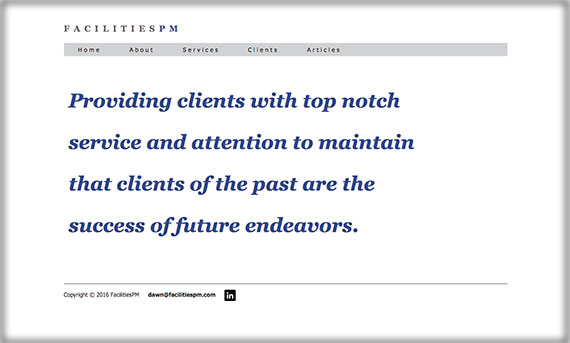 FACILITIESPM
Home About Services Clients Articles
Providing clients with top notch
service and attention to maintain
that clients of the past are the
success of future endeavors.
Copyright © 2016 FacilitiesPM dawn@facilitiespm.com in